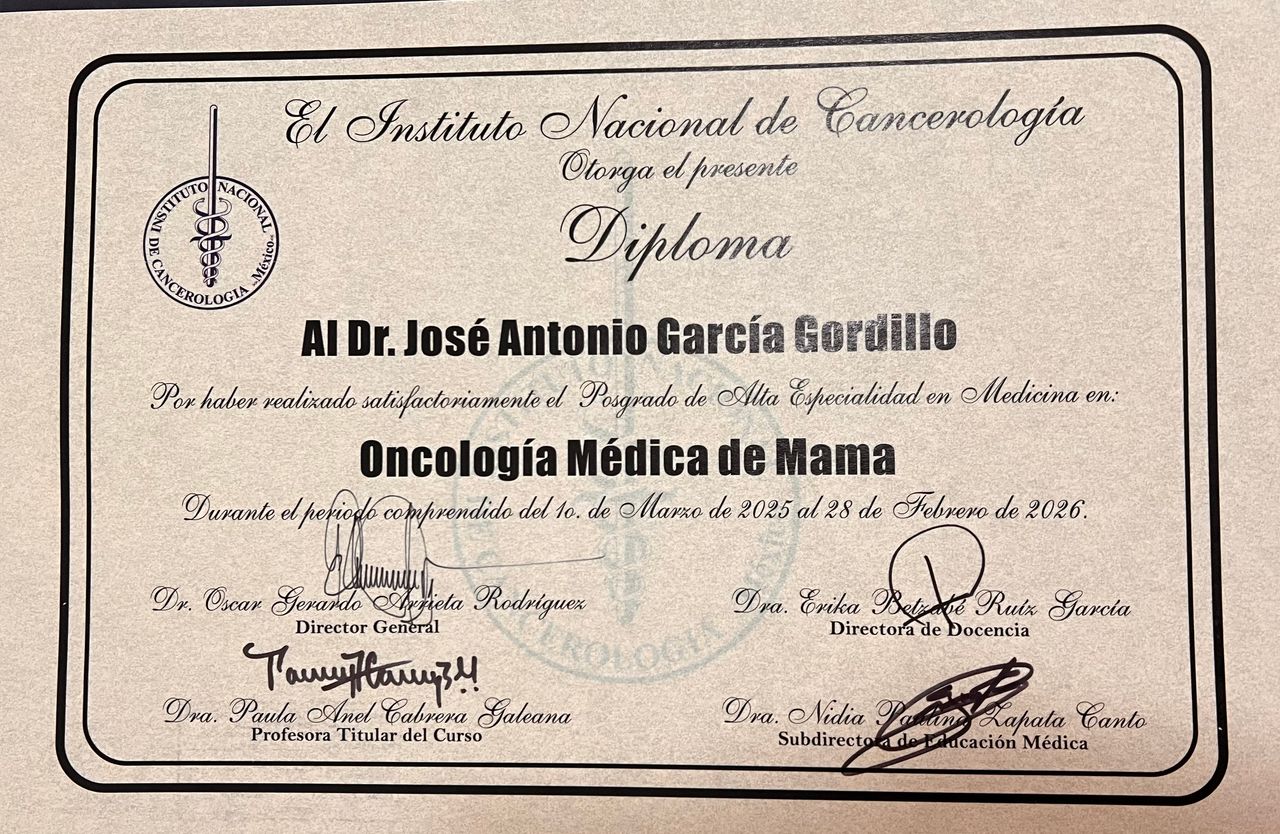 El Instituto Nacional de Cancerología
Otorga el presente
Diploma
INSTITUTO NACIONAL DE CANCEROLOGIA México
Al Dr. José Antonio García Gordillo
Por haber realizado satisfactoriamente el Posgrado de Alta Especialidad en Medicina en:
Oncología Médica de Mama
Durante el periodo comprendido del 1o. de Marzo de 2025 al 28 de Febrero de 2026.
Dr. Oscar Gerardo Arrieta Rodríguez
Director General
Dra. Erika Betzabé Ruíz García
Directora de Docencia
Dra. Paula Anel Cabrera Galeana
Profesora Titular del Curso
Dra. Nidia Paulina Zapata Canto
Subdirectora de Educación Médica